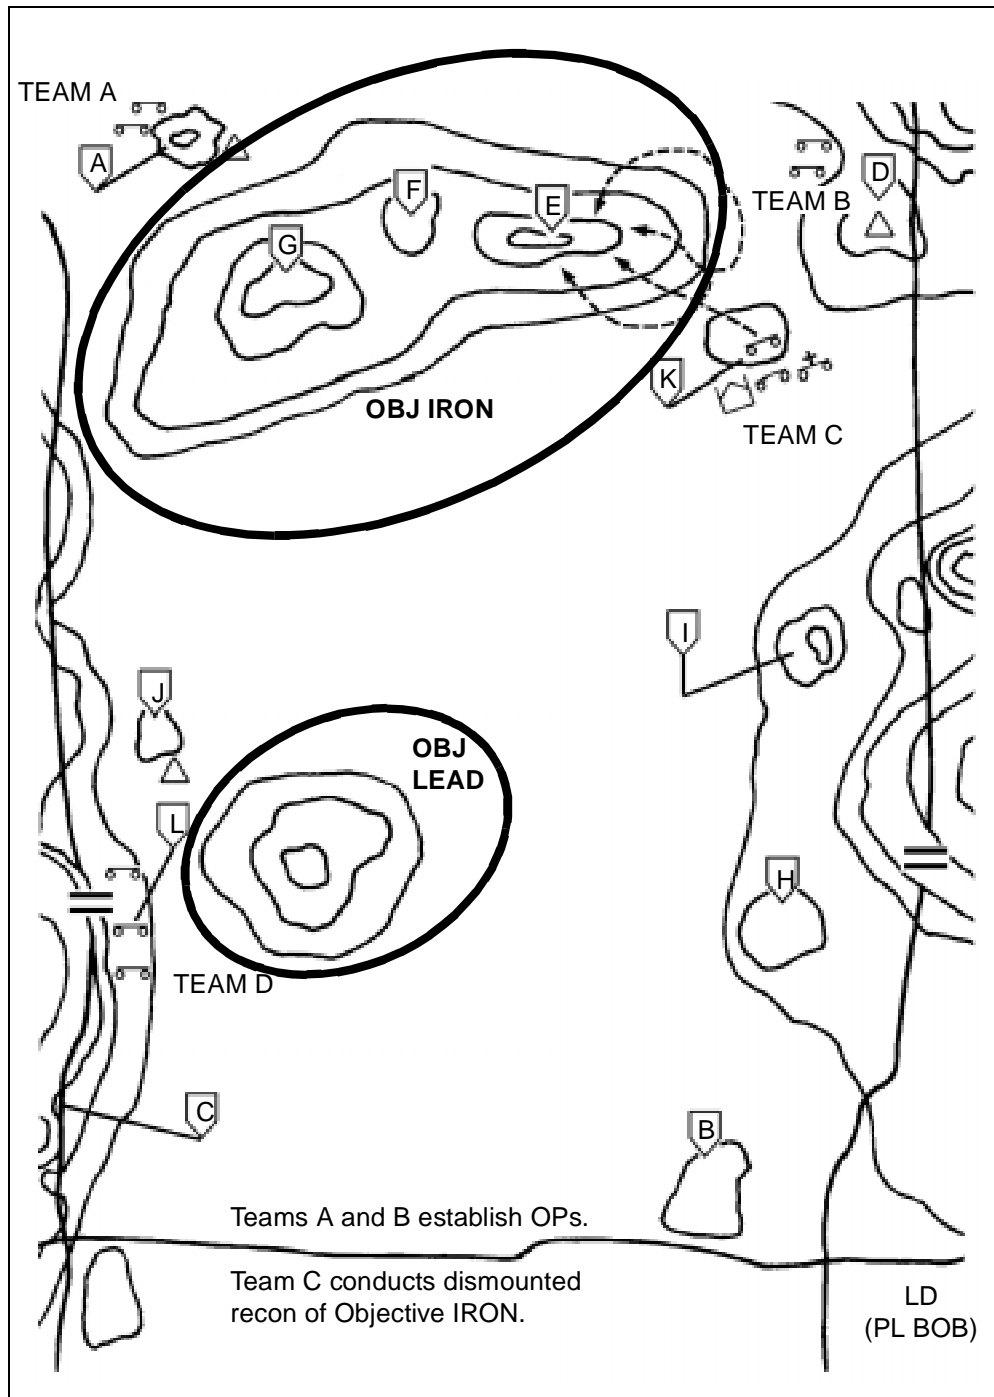 TEAM A
A
F
E
G
TEAM B
D
K
OBJ IRON
TEAM C
I
J
OBJ
LEAD
L
H
TEAM D
C
B
Teams A and B establish OPs.
Team C conducts dismounted
recon of Objective IRON.
LD
(PL BOB)